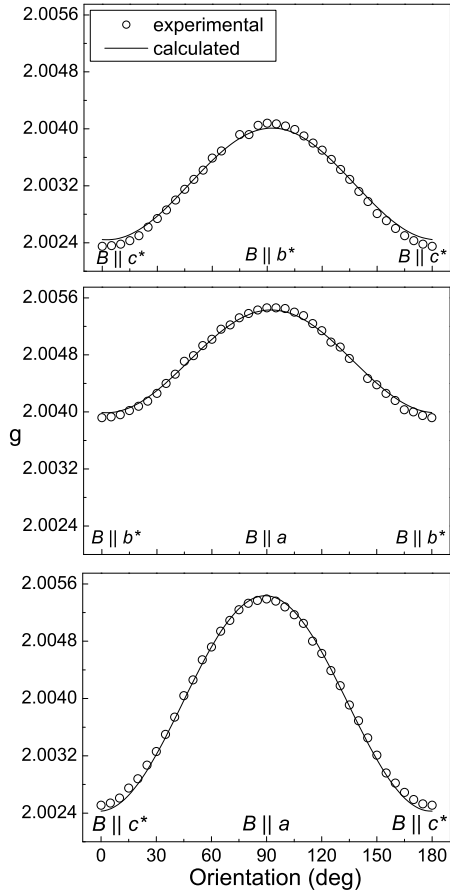 2.0056
experimental
calculated
2.0048
2.0040
2.0032
2.0024
B || c* B || b* B || c*
2.0056
2.0048
2.0040
g
2.0032
2.0024
B || b* B || a B || b*
2.0056
2.0048
2.0040
2.0032
2.0024
B || c* B || a B || c*
0 30 60 90 120 150 180
Orientation (deg)